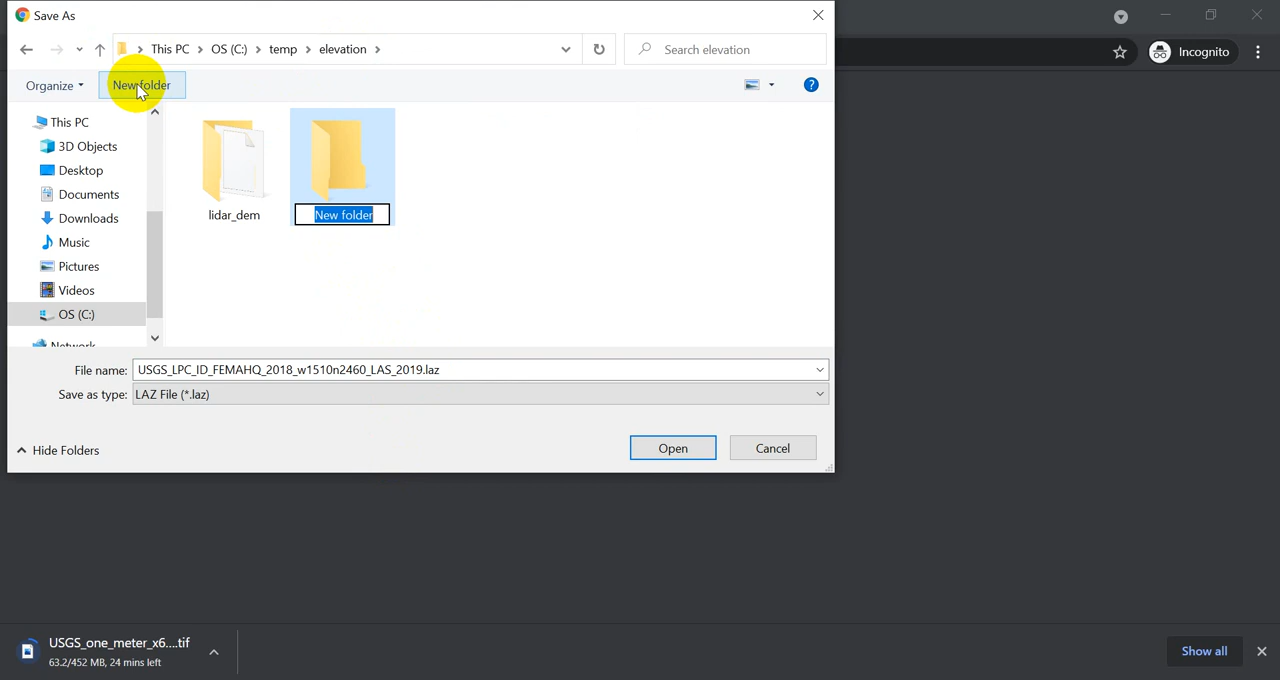 Save As
This PC
OS (C:)
temp
elevation
Search elevation
Incognito
Organize
New folder
This PC
3D Objects
Desktop
Documents
Downloads
Music
Pictures
Videos
OS (C:)
Network
lidar_dem
New folder
File name: USGS_LPC_ID_FEMAHQ_2018_w1510n2460_LAS_2019.laz
Save as type: LAZ File (*.laz)
Hide Folders
Open
Cancel
USGS_one_meter_x6....tif
63.2/452 MB, 24 mins left
Show all